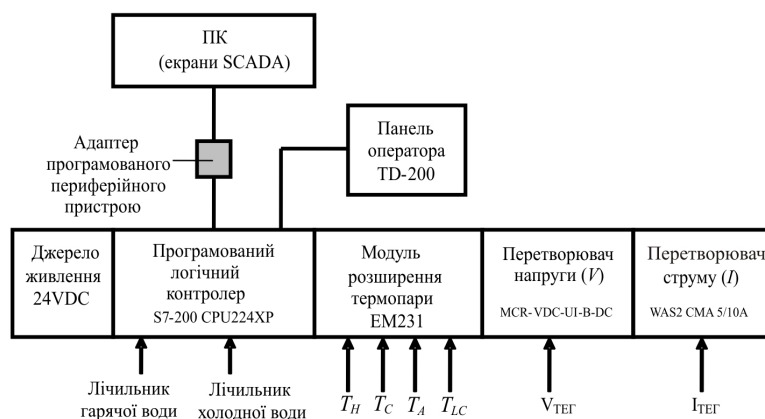 ПК
(екрани SCADA)
Адаптер
програмованого
периферійного
пристрою
Панель
оператора
TD-200
Джерело
живлення
24VDC
Програмований
логічний
контролер
S7-200 CPU224XP
Модуль
розширення
термопари
EM231
Перетворювач
напруги (V)
MCR-VDC-UI-B-DC
Перетворювач
струму (I)
WAS2 CMA 5/10A
Лічильник
гарячої води
Лічильник
холодної води
T_H T_C T_A T_LC
V_ТЕГ
I_ТЕГ